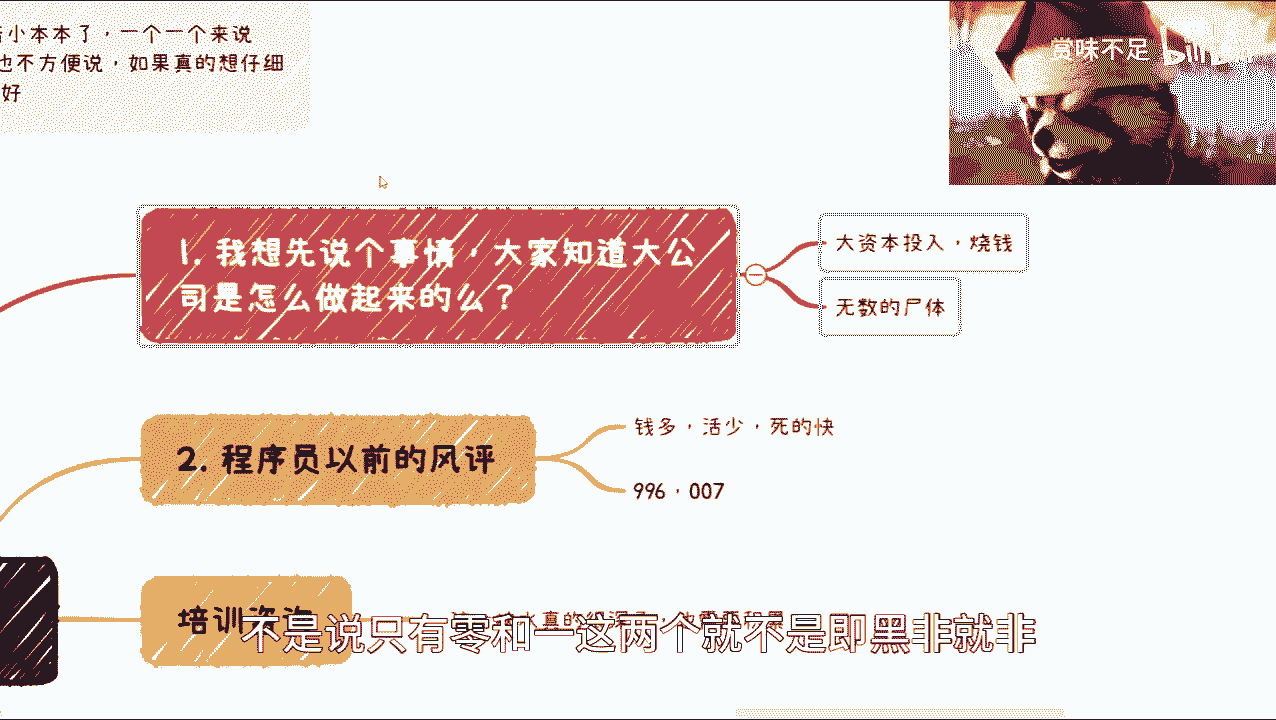 小本本了，一个一个来说
也不方便说，如果真的想仔细
好
赏味不足
1. 我想先说个事情，大家知道大公
司是怎么做起来的么？
大资本投入，烧钱
无数的尸体
2. 程序员以前的风评
钱多，活少，死的快
996，007
培训资询
不是说只有零和一这两个就不是即黑非就非